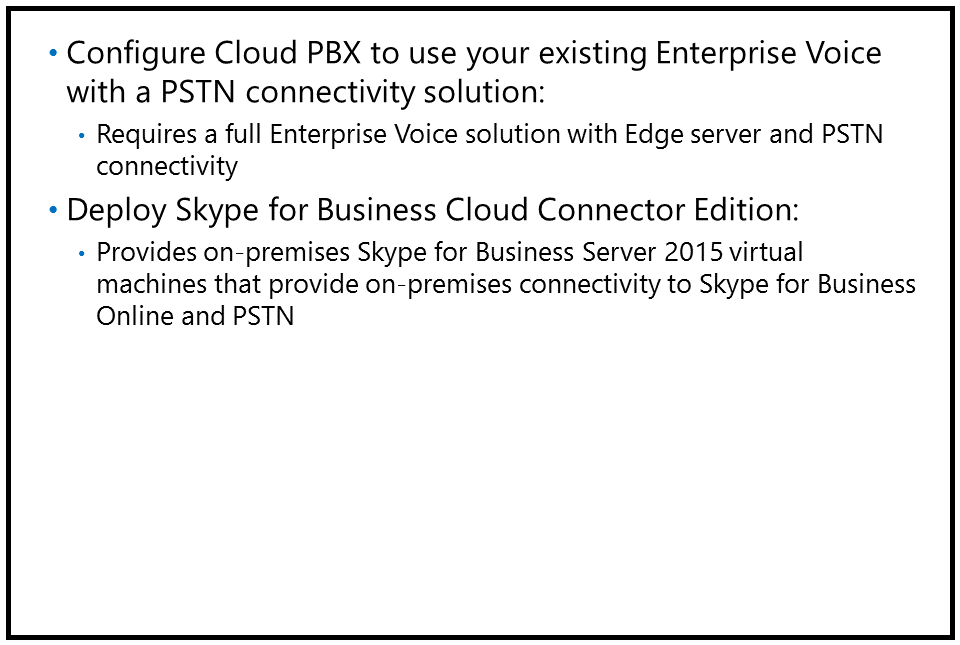 • Configure Cloud PBX to use your existing Enterprise Voice
with a PSTN connectivity solution:
• Requires a full Enterprise Voice solution with Edge server and PSTN
connectivity
• Deploy Skype for Business Cloud Connector Edition:
• Provides on-premises Skype for Business Server 2015 virtual
machines that provide on-premises connectivity to Skype for Business
Online and PSTN